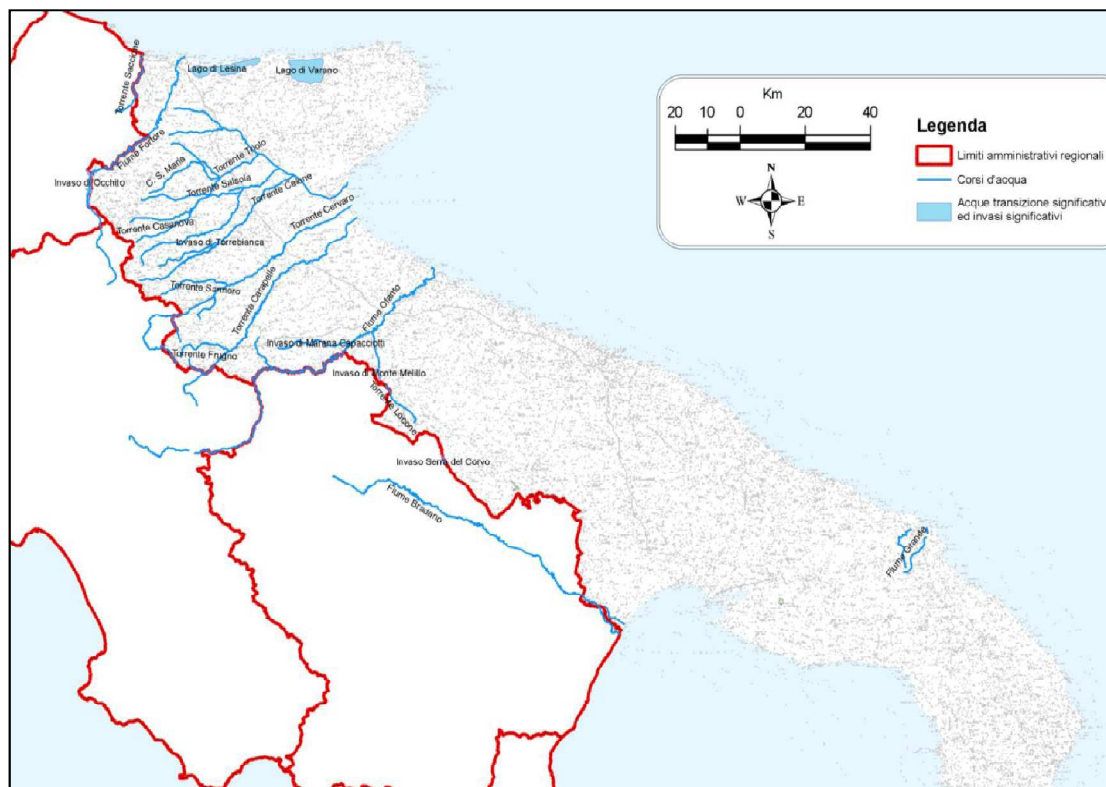 Km
20 10 0 20 40
N
W E
S
Legenda
Limiti amministrativi regionali
Corsi d'acqua
Acque transizione significativ
ed invasi significativi
Lago di Lesina
Lago di Varano
Torrente Saccione
Fiume Fortore
Invaso di Occhito
C. S. Maria
Torrente Triolo
Torrente Salsola
Torrente Celone
Torrente Casanova
Invaso di Torrebianca
Torrente Cervaro
Torrente Sannoro
Torrente Carapelle
Torrente Frugno
Fiume Ofanto
Invaso di Marana Capacciotti
Invaso di Monte Melillo
Torrente Locone
Invaso Serra del Corvo
Fiume Bradano
Fiume Grande